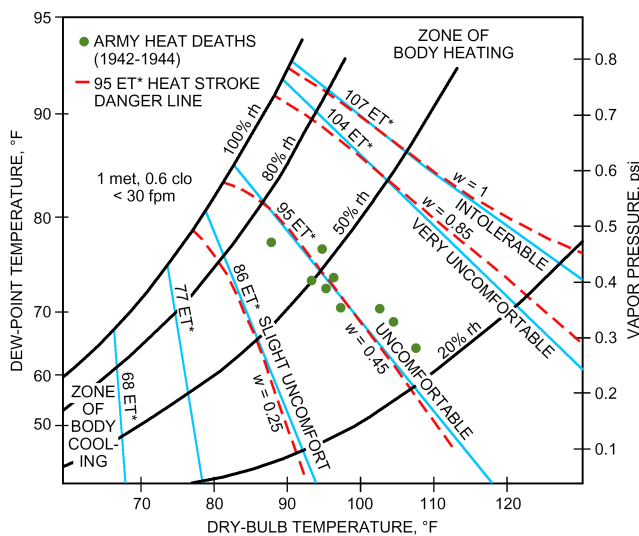 95
90
80
70
60
50
DEW-POINT TEMPERATURE, °F
ARMY HEAT DEATHS
(1942-1944)
95 ET* HEAT STROKE
DANGER LINE
ZONE OF
BODY HEATING
100% rh
80% rh
50% rh
20% rh
1 met, 0.6 clo
< 30 fpm
107 ET*
104 ET*
95 ET*
86 ET*
77 ET*
68 ET*
w = 1
INTOLERABLE
w = 0.85
VERY UNCOMFORTABLE
UNCOMFORTABLE
w = 0.45
SLIGHT UNCOMFORT
w = 0.25
ZONE
OF
BODY
COOL-
ING
0.8
0.7
0.6
0.5
0.4
0.3
0.2
0.1
VAPOR PRESSURE, psi
70
80
90
100
110
120
DRY-BULB TEMPERATURE, °F